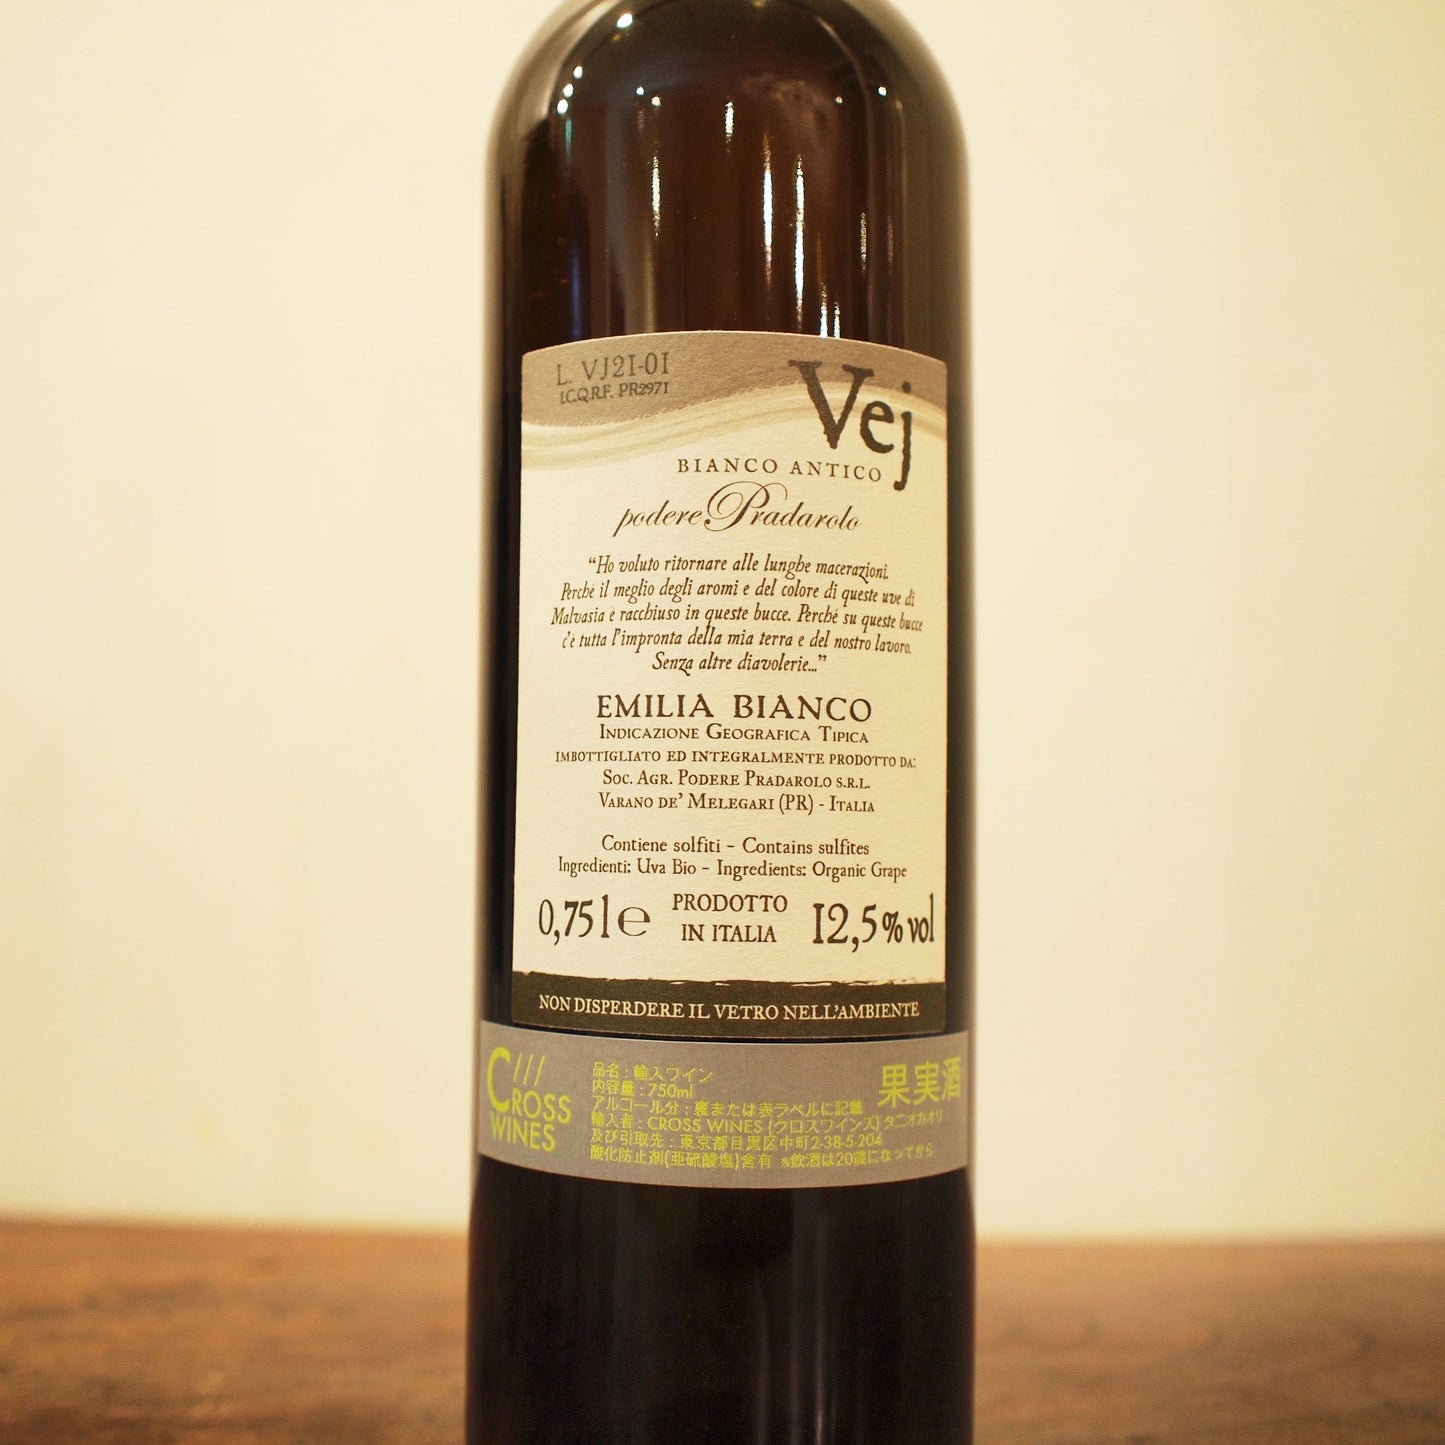 L. VJ21-01
I.C.Q.R.F. PR2971
Vej
BIANCO ANTICO
podere Pradarolo
“Ho voluto ritornare alle lunghe macerazioni.
Perché il meglio degli aromi e del colore di queste uve di
Malvasia è racchiuso in queste bucce. Perché su queste bucce
c'è tutta l'impronta della mia terra e del nostro lavoro.
Senza altre diavolerie...”
EMILIA BIANCO
INDICAZIONE GEOGRAFICA TIPICA
IMBOTTIGLIATO ED INTEGRALMENTE PRODOTTO DA:
SOC. AGR. PODERE PRADAROLO S.R.L.
VARANO DE' MELEGARI (PR) - ITALIA
Contiene solfiti - Contains sulfites
Ingredienti: Uva Bio - Ingredients: Organic Grape
0,75 l e PRODOTTO IN ITALIA 12,5% vol
NON DISPERDERE IL VETRO NELL'AMBIENTE
CROSS
WINES
品名：輸入ワイン
果実酒
内容量：750ml
アルコール分：裏または表ラベルに記載
輸入者：CROSS WINES (クロスワインズ) タニオカオリ
及び引取先：東京都目黒区中町2-38-5-204
酸化防止剤(亜硫酸塩)含有 ※飲酒は20歳になってから